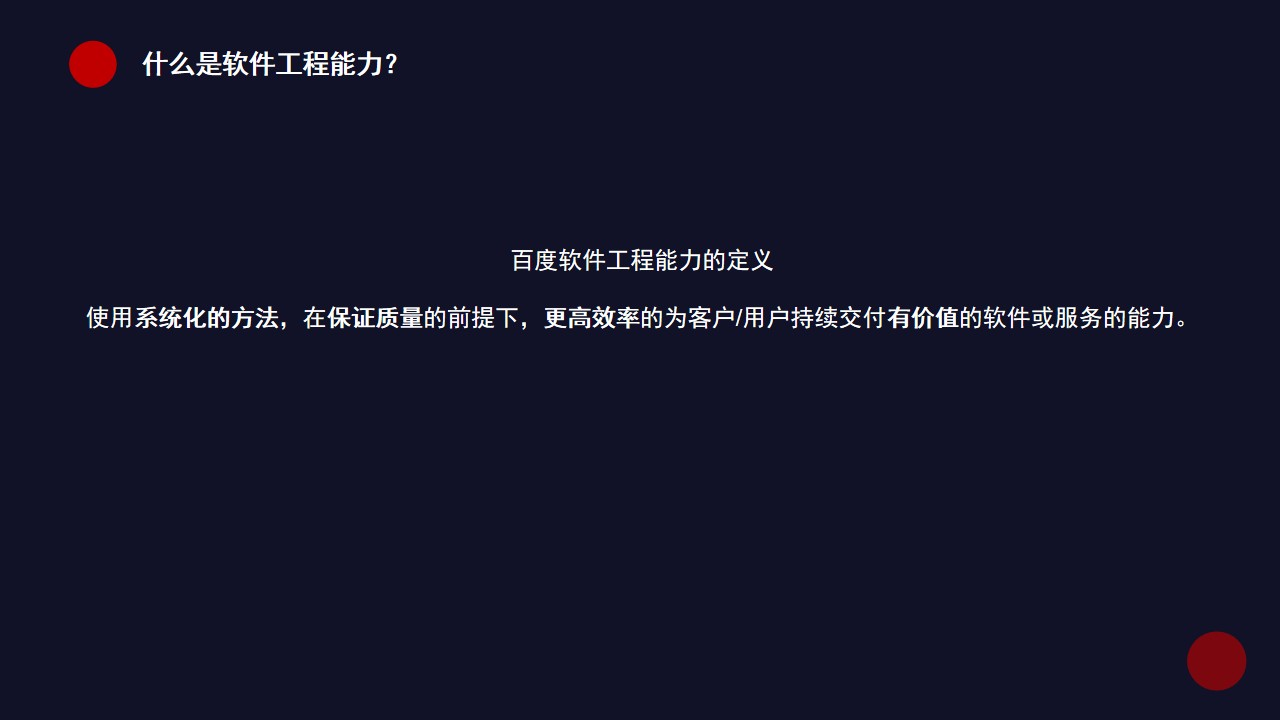 什么是软件工程能力？
百度软件工程能力的定义
使用系统化的方法，在保证质量的前提下，更高效率的为客户/用户持续交付有价值的软件或服务的能力。